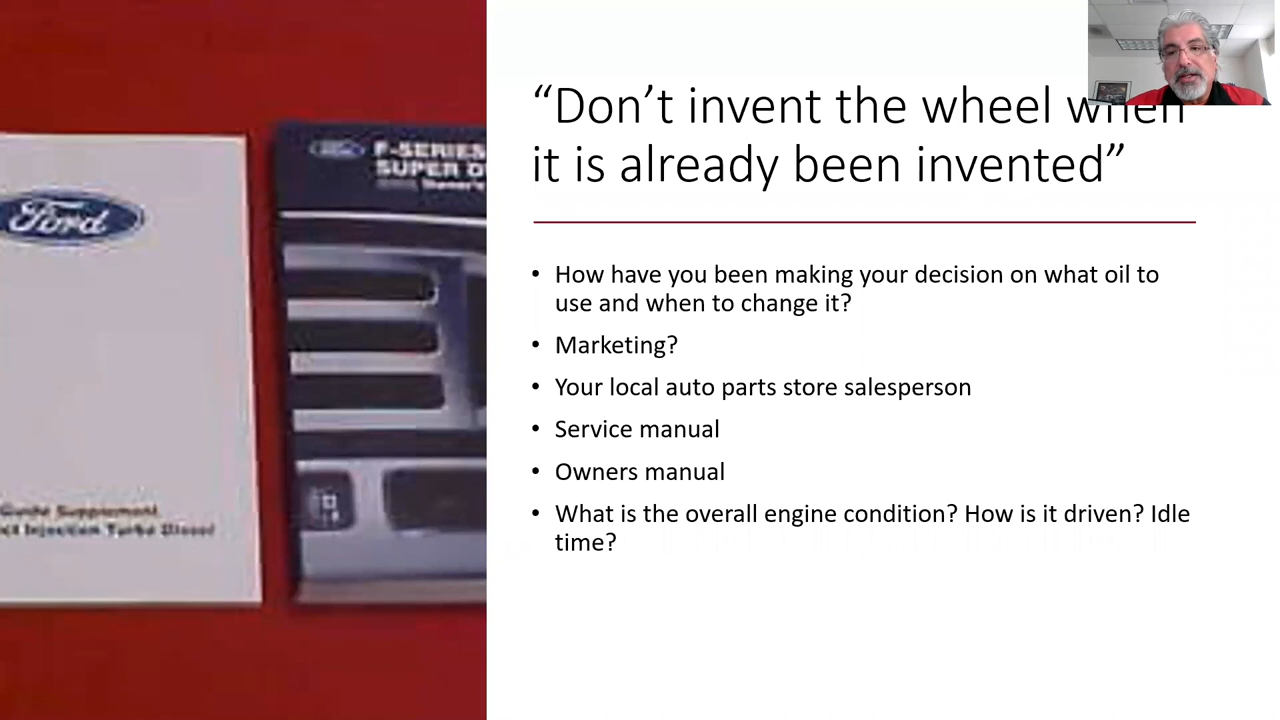 “Don’t invent the wheel when
it is already been invented”
• How have you been making your decision on what oil to
use and when to change it?
• Marketing?
• Your local auto parts store salesperson
• Service manual
• Owners manual
• What is the overall engine condition? How is it driven? Idle
time?
Ford
Guide Supplement
Injection Turbo Diesel
F-SERIES
SUPER